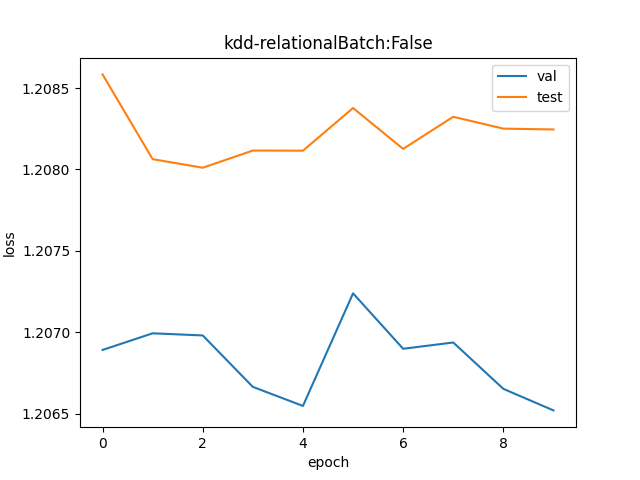 kdd-relationalBatch:False
val
test
1.2085
1.2080
1.2075
1.2070
1.2065
loss
0 2 4 6 8
epoch